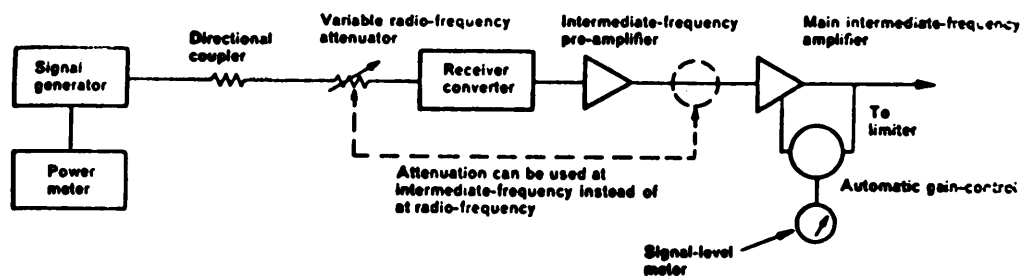 Variable radio-frequency
attenuator
Intermediate-frequency
pre-amplifier
Main intermediate-frequency
amplifier
Directional
coupler
Signal
generator
Receiver
converter
To
limiter
Power
meter
Attenuation can be used at
intermediate-frequency instead of
at radio-frequency
Automatic gain-control
Signal-level
meter